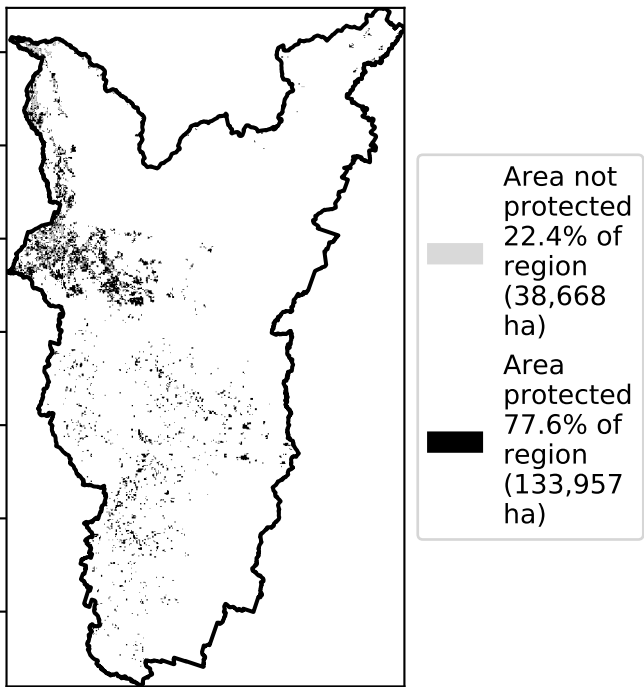 Area not
protected
22.4% of
region
(38,668
ha)
Area
protected
77.6% of
region
(133,957
ha)